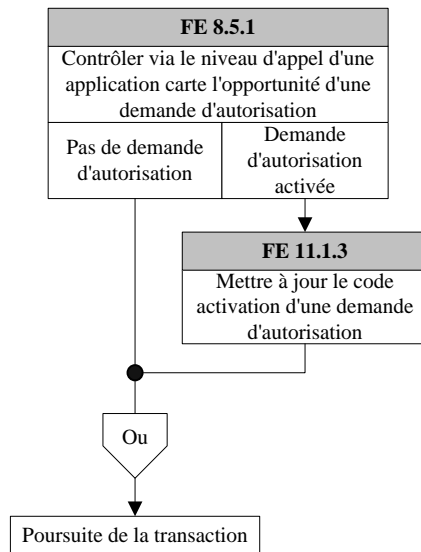 FE 8.5.1
Contrôler via le niveau d'appel d'une
application carte l'opportunité d'une
demande d'autorisation
Pas de demande
d'autorisation
Demande
d'autorisation
activée
FE 11.1.3
Mettre à jour le code
activation d'une demande
d'autorisation
Ou
Poursuite de la transaction